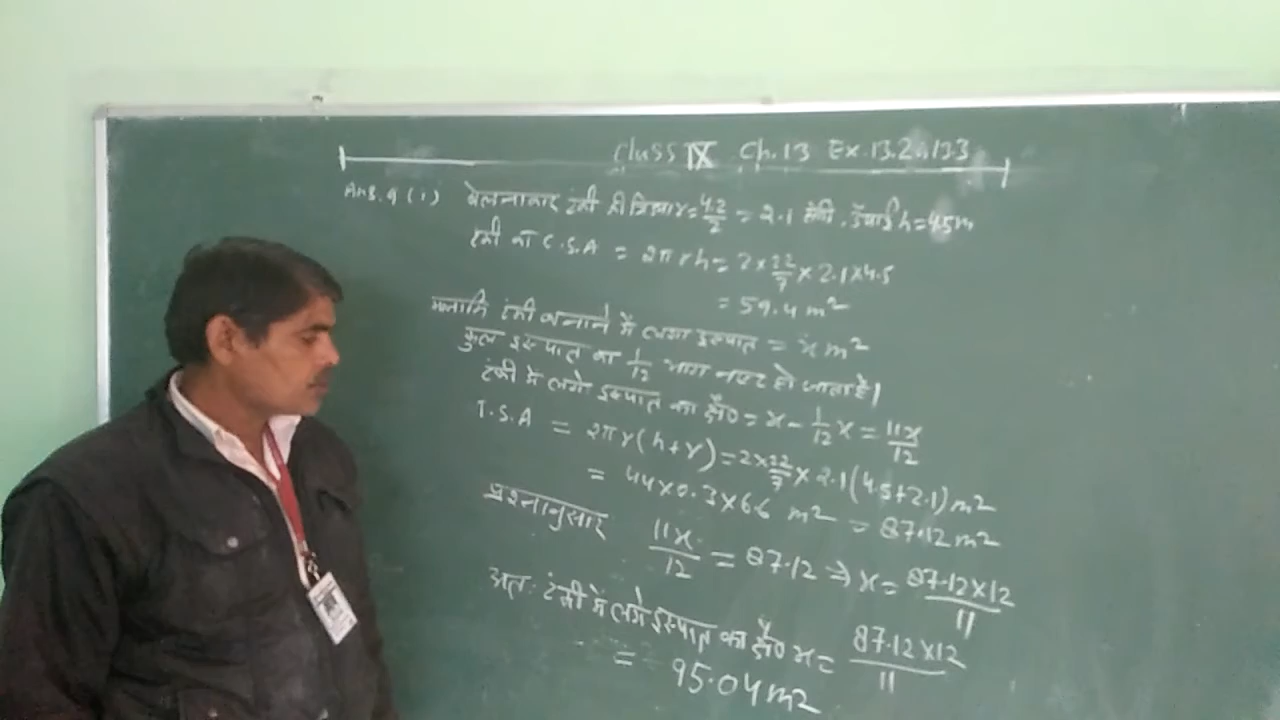 Class IX Ch.13 Ex.13.2, 13.3
Ans. 9 (i) बेलनाकार टंकी की त्रिज्या r = 4.2/2 = 2.1 ऊँचाई h = 4.5m
टंकी का C.S.A = 2πrh = 2 × 22/7 × 2.1 × 4.5
= 59.4 m²
मानाकि टंकी बनाने में लगा इस्पात = x m²
कुल इस्पात का 1/12 भाग नष्ट हो जाता है।
टंकी में लगे इस्पात का क्षे० = x - 1/12 x = 11x/12
T.S.A = 2πr(h+r) = 2 × 22/7 × 2.1 (4.5+2.1) m²
= 44 × 0.3 × 6.6 m² = 87.12 m²
प्रश्नानुसार 11x/12 = 87.12 ⇒ x = 87.12×12/11
अतः टंकी में लगे इस्पात का क्षे० x = 87.12×12/11
= 95.04 m²